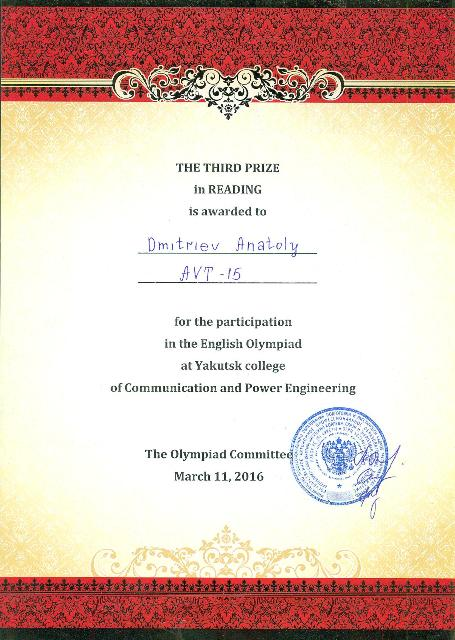 THE THIRD PRIZE
in READING
is awarded to
Dmitriev Anatoly
AVT-15
for the participation
in the English Olympiad
at Yakutsk college
of Communication and Power Engineering
The Olympiad Committee
March 11, 2016